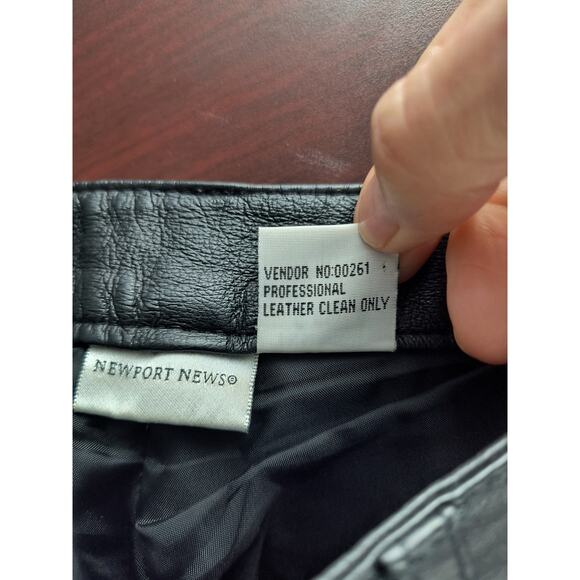 VENDOR NO:00261
PROFESSIONAL
LEATHER CLEAN ONLY
NEWPORT NEWS®